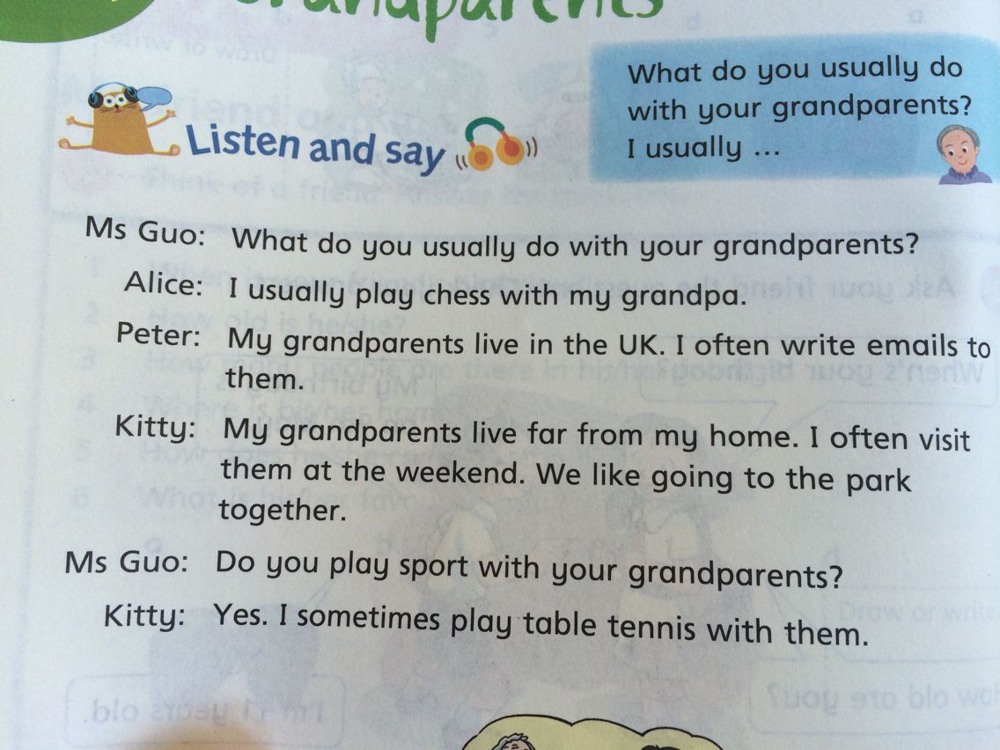 Grandparents
What do you usually do
with your grandparents?
I usually ...
Listen and say
Ms Guo: What do you usually do with your grandparents?
Alice: I usually play chess with my grandpa.
Peter: My grandparents live in the UK. I often write emails to
them.
Kitty: My grandparents live far from my home. I often visit
them at the weekend. We like going to the park
together.
Ms Guo: Do you play sport with your grandparents?
Kitty: Yes. I sometimes play table tennis with them.